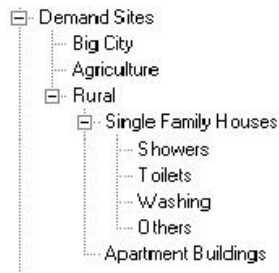 Demand Sites
Big City
Agriculture
Rural
Single Family Houses
Showers
Toilets
Washing
Others
Apartment Buildings